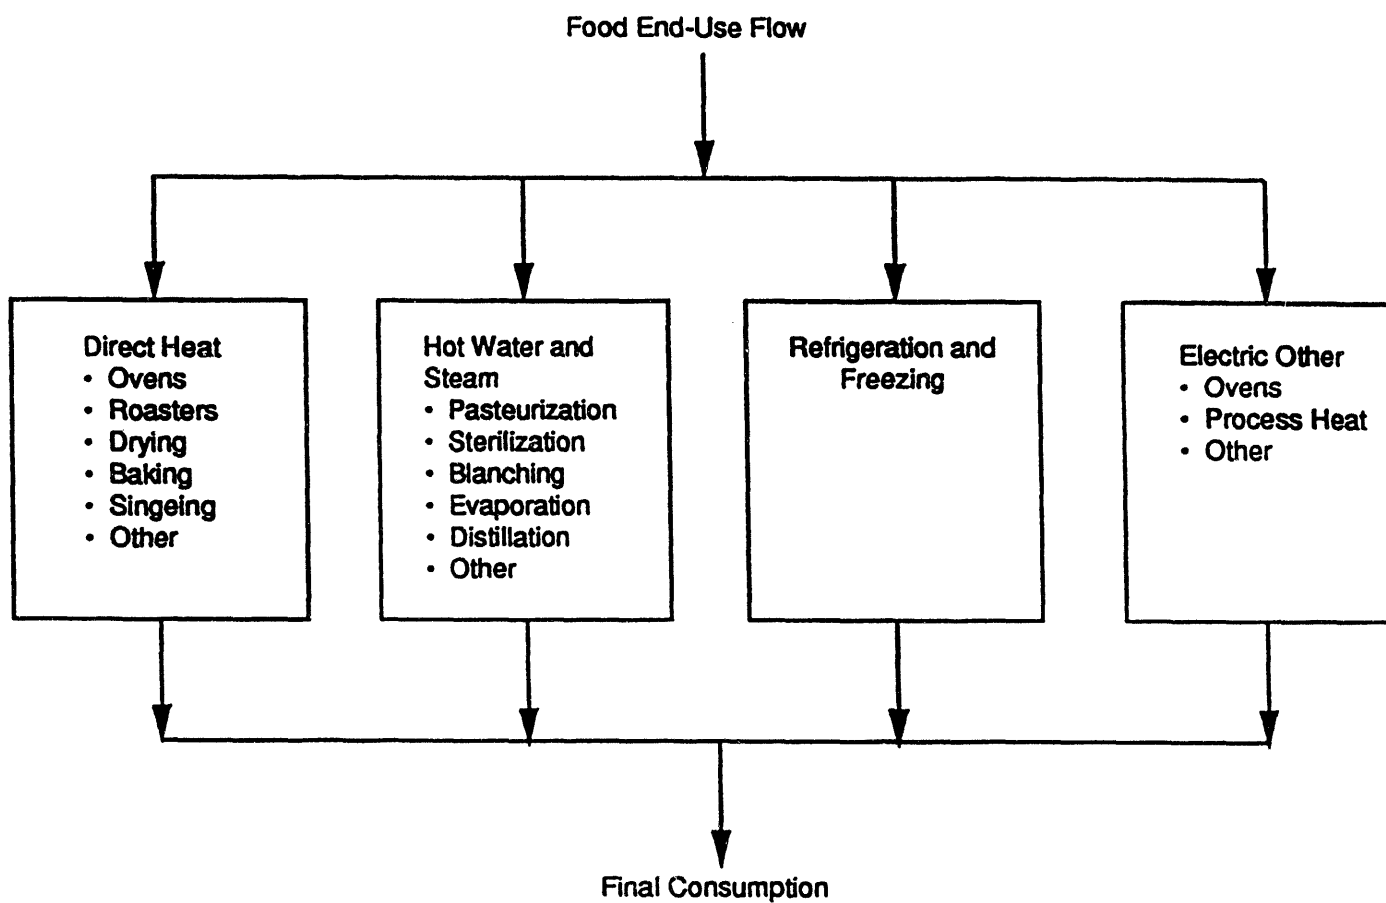 Food End-Use Flow
Direct Heat
• Ovens
• Roasters
• Drying
• Baking
• Singeing
• Other
Hot Water and
Steam
• Pasteurization
• Sterilization
• Blanching
• Evaporation
• Distillation
• Other
Refrigeration and
Freezing
Electric Other
• Ovens
• Process Heat
• Other
Final Consumption